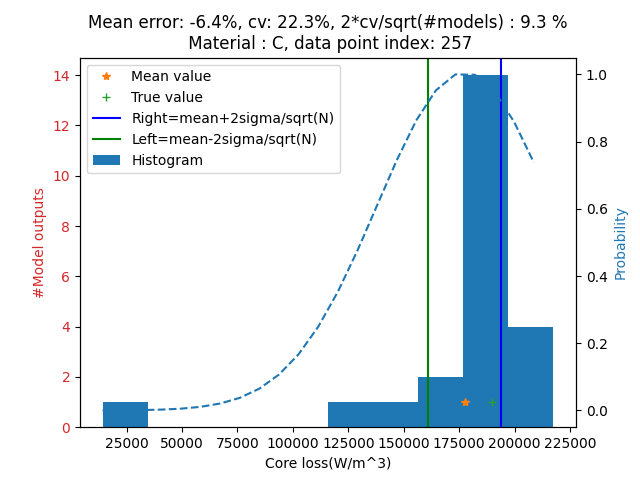 Mean error: -6.4%, cv: 22.3%, 2*cv/sqrt(#models) : 9.3 %
Material : C, data point index: 257
Mean value
True value
Right=mean+2sigma/sqrt(N)
Left=mean-2sigma/sqrt(N)
Histogram
#Model outputs
14
12
10
8
6
4
2
0
1.0
0.8
0.6
0.4
0.2
0.0
Probability
25000 50000 75000 100000 125000 150000 175000 200000 225000
Core loss(W/m^3)